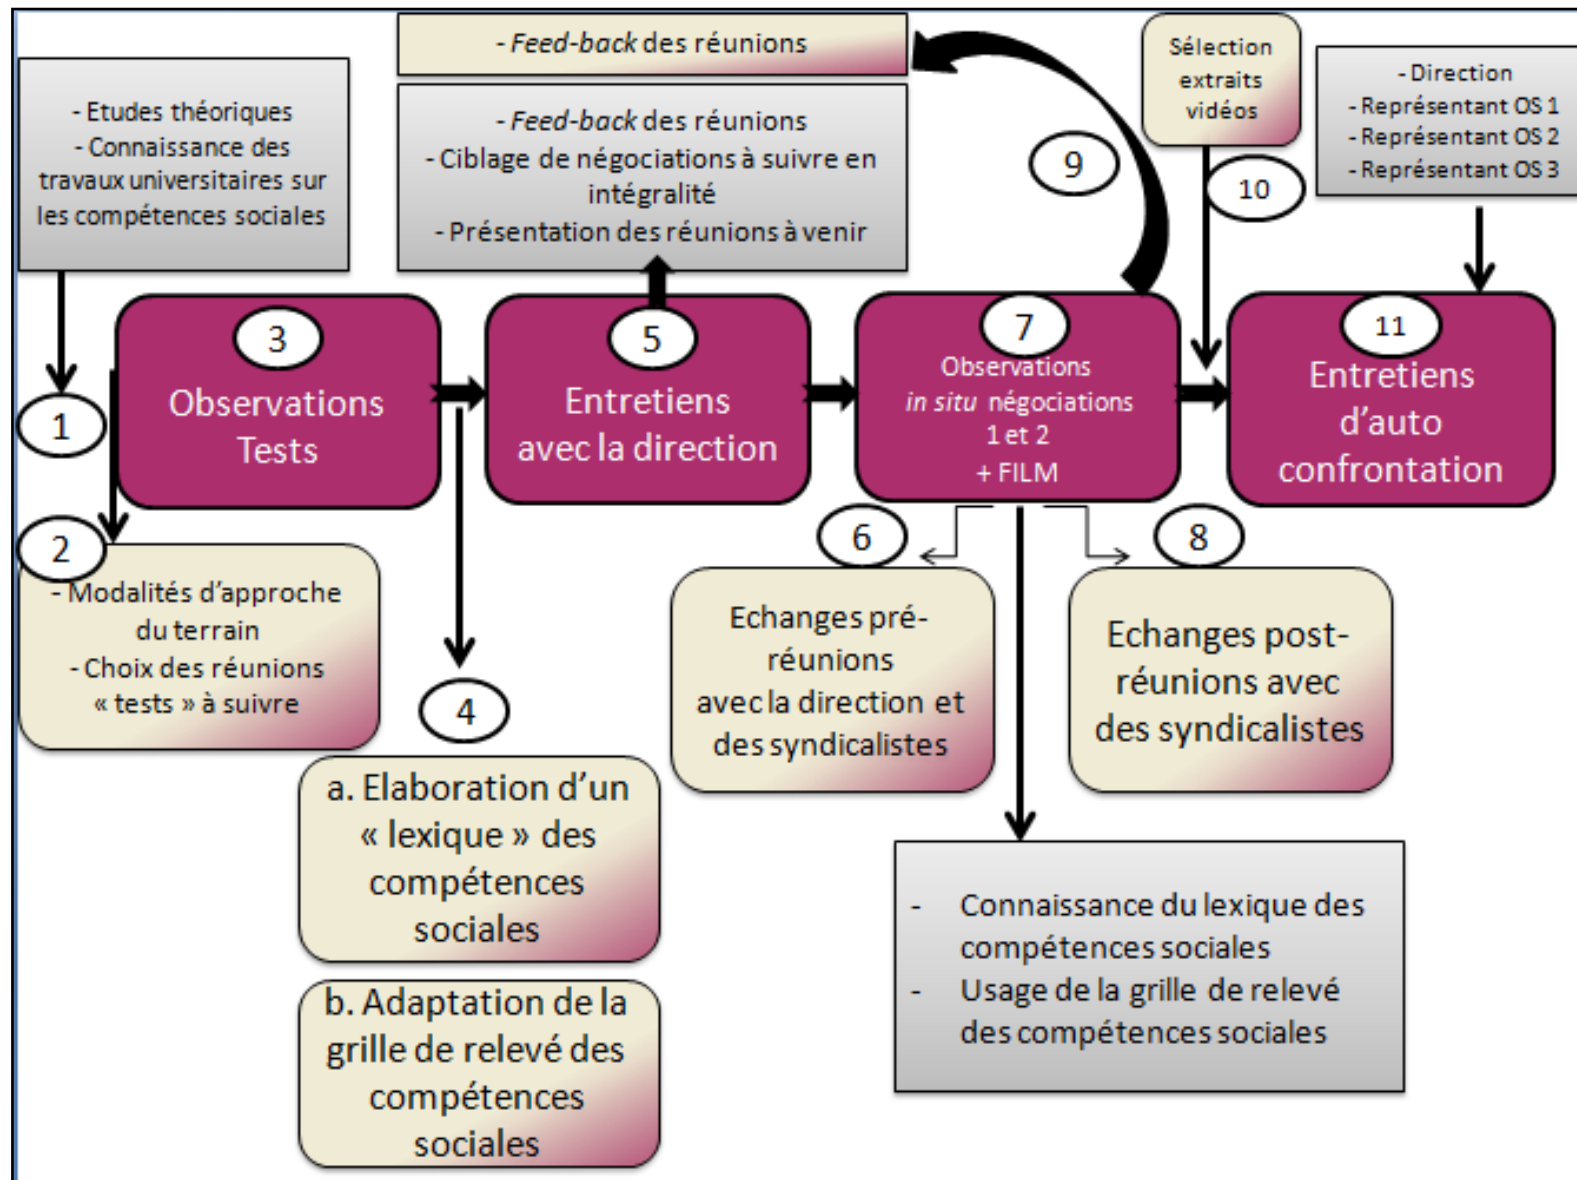 - Feed-back des réunions
Sélection
extraits
vidéos
- Direction
- Représentant OS 1
- Représentant OS 2
- Représentant OS 3
- Etudes théoriques
- Connaissance des
travaux universitaires sur
les compétences sociales
- Feed-back des réunions
- Ciblage de négociations à suivre en
intégralité
- Présentation des réunions à venir
9
10
3
Observations
Tests
5
Entretiens
avec la direction
7
Observations
in situ négociations
1 et 2
+ FILM
11
Entretiens
d'auto
confrontation
1
2
- Modalités d'approche
du terrain
- Choix des réunions
« tests » à suivre
4
a. Elaboration d'un
« lexique » des
compétences
sociales
b. Adaptation de la
grille de relevé des
compétences
sociales
6
Echanges pré-
réunions
avec la direction et
des syndicalistes
8
Echanges post-
réunions avec
des syndicalistes
- Connaissance du lexique des
compétences sociales
- Usage de la grille de relevé
des compétences sociales